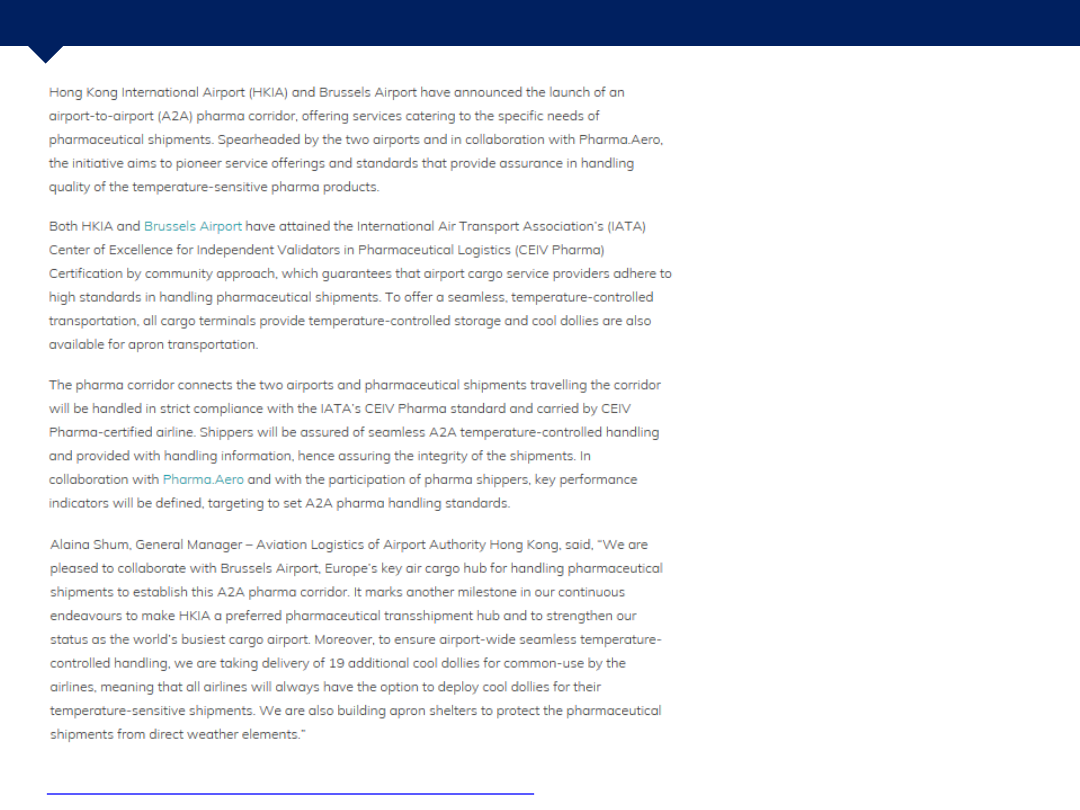 Hong Kong International Airport (HKIA) and Brussels Airport have announced the launch of an
airport-to-airport (A2A) pharma corridor, offering services catering to the specific needs of
pharmaceutical shipments. Spearheaded by the two airports and in collaboration with Pharma.Aero,
the initiative aims to pioneer service offerings and standards that provide assurance in handling
quality of the temperature-sensitive pharma products.
Both HKIA and Brussels Airport have attained the International Air Transport Association's (IATA)
Center of Excellence for Independent Validators in Pharmaceutical Logistics (CEIV Pharma)
Certification by community approach, which guarantees that airport cargo service providers adhere to
high standards in handling pharmaceutical shipments. To offer a seamless, temperature-controlled
transportation, all cargo terminals provide temperature-controlled storage and cool dollies are also
available for apron transportation.
The pharma corridor connects the two airports and pharmaceutical shipments travelling the corridor
will be handled in strict compliance with the IATA's CEIV Pharma standard and carried by CEIV
Pharma-certified airline. Shippers will be assured of seamless A2A temperature-controlled handling
and provided with handling information, hence assuring the integrity of the shipments. In
collaboration with Pharma.Aero and with the participation of pharma shippers, key performance
indicators will be defined, targeting to set A2A pharma handling standards.
Alaina Shum, General Manager – Aviation Logistics of Airport Authority Hong Kong, said, "We are
pleased to collaborate with Brussels Airport, Europe's key air cargo hub for handling pharmaceutical
shipments to establish this A2A pharma corridor. It marks another milestone in our continuous
endeavours to make HKIA a preferred pharmaceutical transshipment hub and to strengthen our
status as the world's busiest cargo airport. Moreover, to ensure airport-wide seamless temperature-
controlled handling, we are taking delivery of 19 additional cool dollies for common-use by the
airlines, meaning that all airlines will always have the option to deploy cool dollies for their
temperature-sensitive shipments. We are also building apron shelters to protect the pharmaceutical
shipments from direct weather elements."